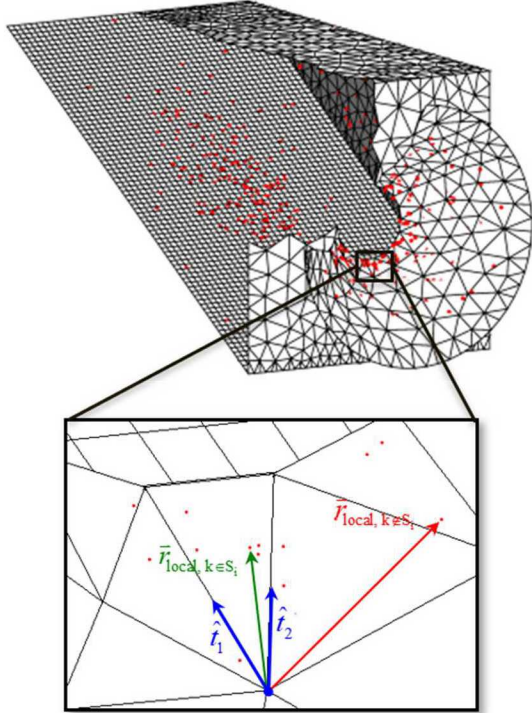 r⃗local, k∉Si
r⃗local, k∈Si
t̂1
t̂2